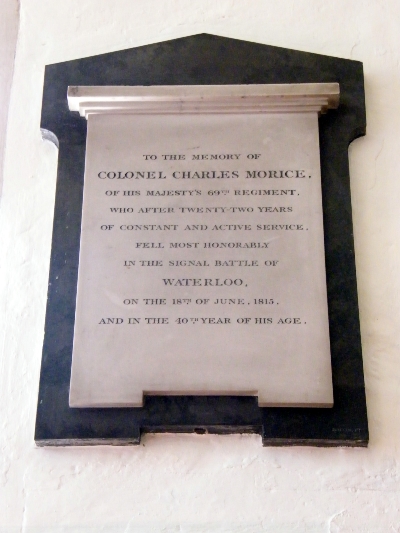 TO THE MEMORY OF
COLONEL CHARLES MORICE,
OF HIS MAJESTY'S 69TH REGIMENT,
WHO AFTER TWENTY TWO YEARS
OF CONSTANT AND ACTIVE SERVICE,
FELL MOST HONORABLY
IN THE SIGNAL BATTLE OF
WATERLOO,
ON THE 18TH OF JUNE, 1815,
AND IN THE 40TH YEAR OF HIS AGE.